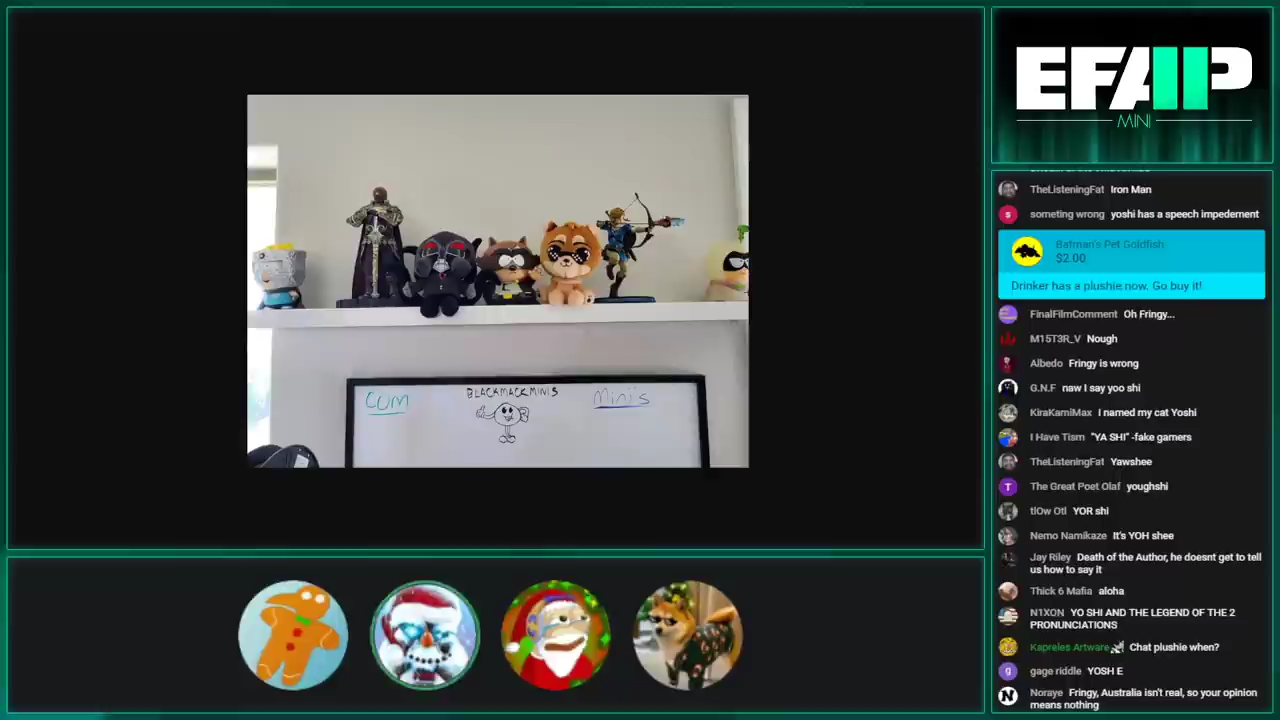 EFAP
MINI
TheListeningFat Iron Man
someting wrong yoshi has a speech impedement
Batman's Pet Goldfish
$2.00
Drinker has a plushie now. Go buy it!
FinalFilmComment Oh Fringy...
M15T3R_V Nough
Albedo Fringy is wrong
G.N.F naw I say yoo shi
KiraKamiMax I named my cat Yoshi
I Have Tism "YA SHI" -fake gamers
TheListeningFat Yawshee
T The Great Poet Olaf youghshi
tlOw Otl YOR shi
Nemo Namikaze It's YOH shee
Jay Riley Death of the Author, he doesnt get to tell
us how to say it
Thick 6 Mafia aloha
N1XON YO SHI AND THE LEGEND OF THE 2
PRONUNCIATIONS
Kapreles Artware Chat plushie when?
g gage riddle YOSH E
N Noraye Fringy, Australia isn't real, so your opinion
means nothing
CUM
BLACKMACKMINIS
Minis